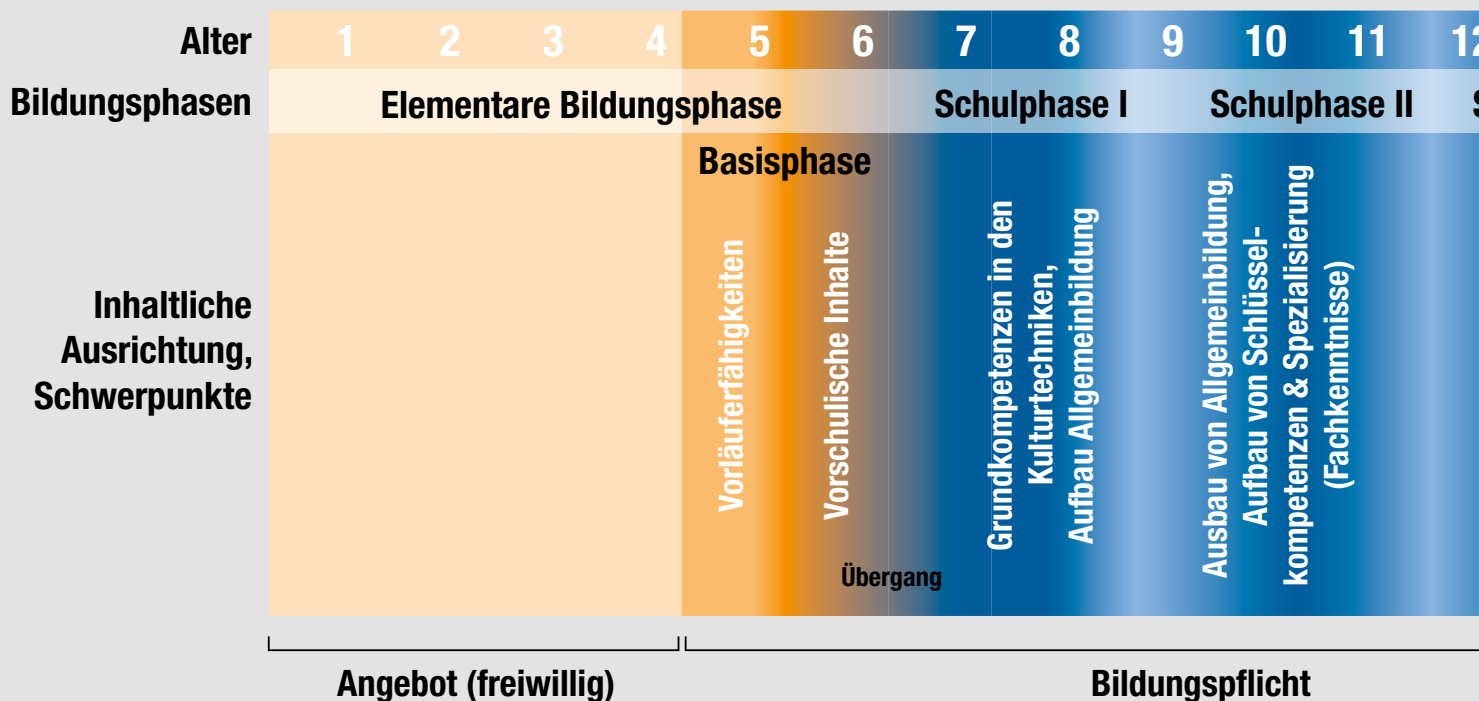 Alter 1 2 3 4 5 6 7 8 9 10 11 12
Bildungsphasen Elementare Bildungsphase Schulphase I Schulphase II S
Basisphase
Inhaltliche
Ausrichtung,
Schwerpunkte
Vorläuferfähigkeiten
Vorschulische Inhalte
Grundkompetenzen in den
Kulturtechniken,
Aufbau Allgemeinbildung
Ausbau von Allgemeinbildung,
Aufbau von Schlüssel-
kompetenzen & Spezialisierung
(Fachkenntnisse)
Übergang
Angebot (freiwillig) Bildungspflicht